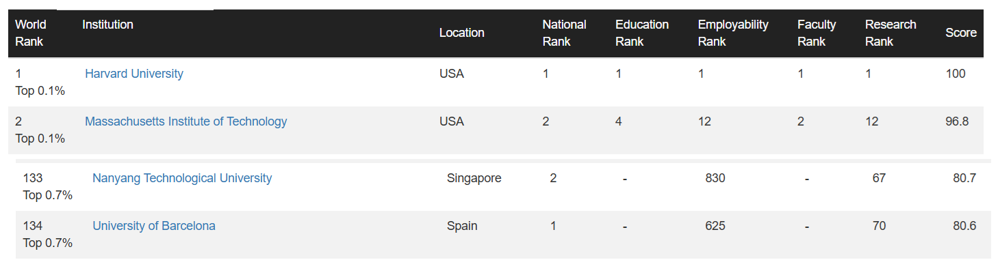 World Rank Institution Location National Rank Education Rank Employability Rank Faculty Rank Research Rank Score
1 Top 0.1% Harvard University USA 1 1 1 1 1 100
2 Top 0.1% Massachusetts Institute of Technology USA 2 4 12 2 12 96.8
133 Top 0.7% Nanyang Technological University Singapore 2 - 830 - 67 80.7
134 Top 0.7% University of Barcelona Spain 1 - 625 - 70 80.6